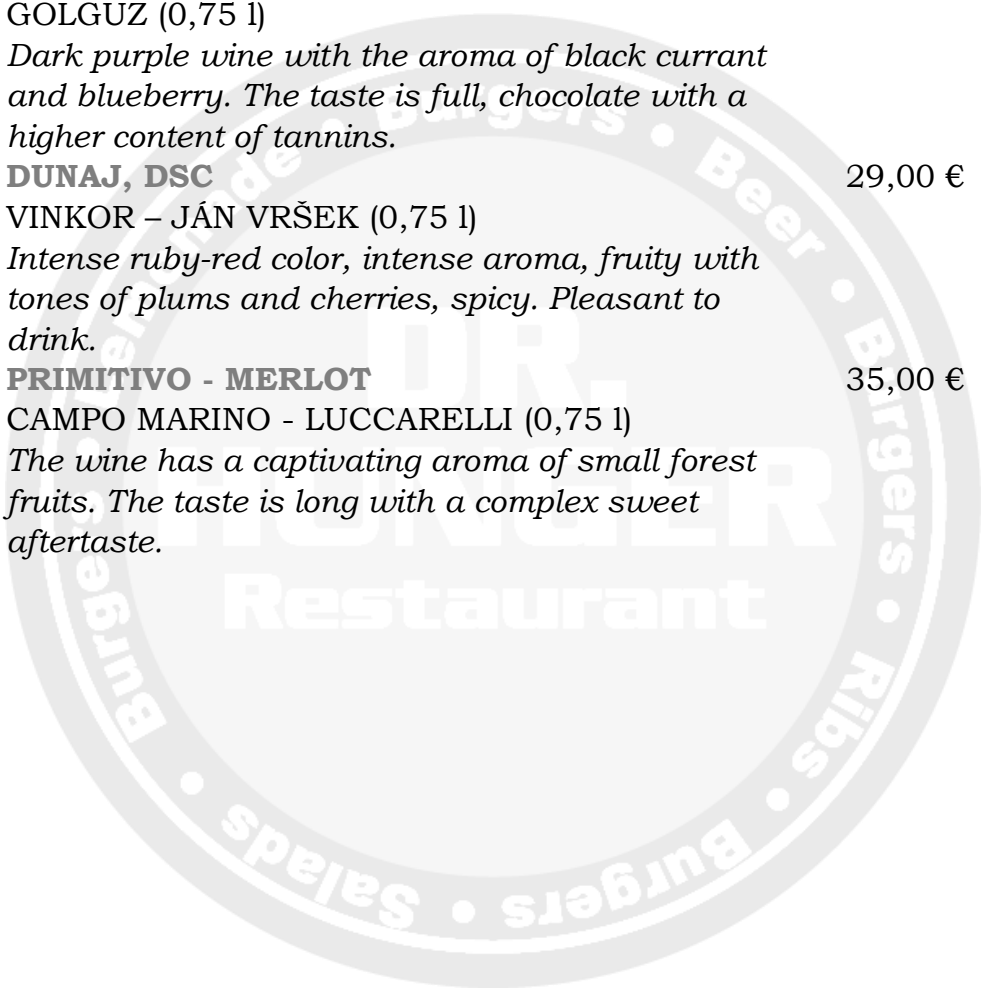 GOLGUZ (0,75 l)
Dark purple wine with the aroma of black currant
and blueberry. The taste is full, chocolate with a
higher content of tannins.
DUNAJ, DSC 29,00 €
VINKOR – JÁN VRŠEK (0,75 l)
Intense ruby-red color, intense aroma, fruity with
tones of plums and cherries, spicy. Pleasant to
drink.
PRIMITIVO - MERLOT 35,00 €
CAMPO MARINO - LUCCARELLI (0,75 l)
The wine has a captivating aroma of small forest
fruits. The taste is long with a complex sweet
aftertaste.
DR.
HUNGER
Restaurant
Burgers • Lemonade • Burgers • Beer • Burgers • Ribs • Burgers • Salads •